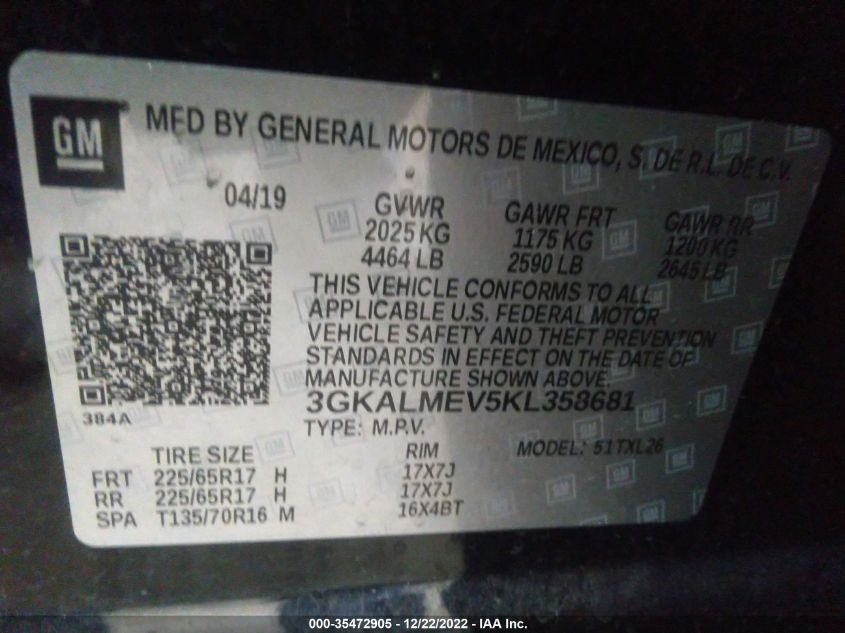 GM
MFD BY GENERAL MOTORS DE MEXICO, S. DE R.L. DE C.V.
04/19 GVWR GAWR FRT GAWR RR
2025 KG 1175 KG 1200 KG
4464 LB 2590 LB 2645 LB
THIS VEHICLE CONFORMS TO ALL
APPLICABLE U.S. FEDERAL MOTOR
VEHICLE SAFETY AND THEFT PREVENTION
STANDARDS IN EFFECT ON THE DATE OF
MANUFACTURE SHOWN ABOVE.
384A
3GKALMEV5KL358681
TYPE: M.P.V. MODEL: 51TXL26
TIRE SIZE RIM
FRT 225/65R17 H 17X7J
RR 225/65R17 H 17X7J
SPA T135/70R16 M 16X4BT
000-35472905 - 12/22/2022 - IAA Inc.